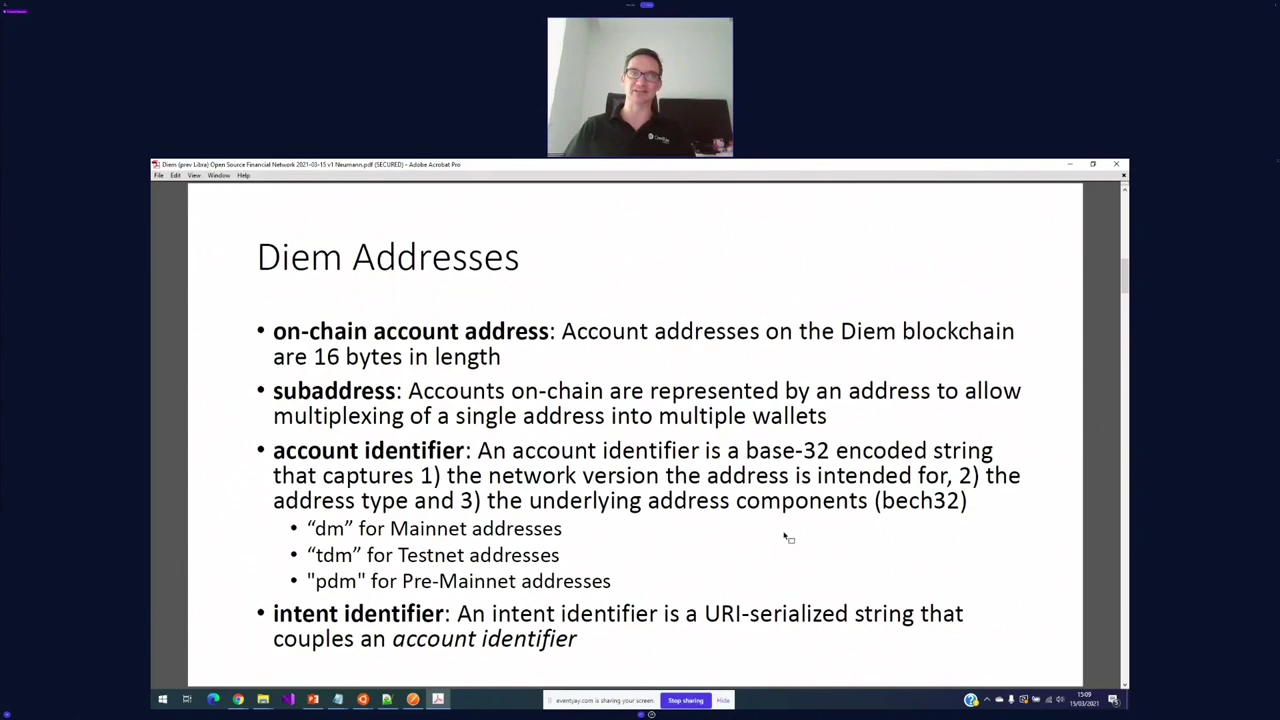 Diem (prev Libra) Open Source Financial Network 2021-03-15 v1 Neumann.pdf (SECURED) - Adobe Acrobat Pro
File Edit View Window Help
Diem Addresses
• on-chain account address: Account addresses on the Diem blockchain
are 16 bytes in length
• subaddress: Accounts on-chain are represented by an address to allow
multiplexing of a single address into multiple wallets
• account identifier: An account identifier is a base-32 encoded string
that captures 1) the network version the address is intended for, 2) the
address type and 3) the underlying address components (bech32)
• “dm” for Mainnet addresses
• “tdm” for Testnet addresses
• "pdm" for Pre-Mainnet addresses
• intent identifier: An intent identifier is a URI-serialized string that
couples an account identifier
eventyay.com is sharing your screen. Stop sharing Hide
15:09
15/03/2021